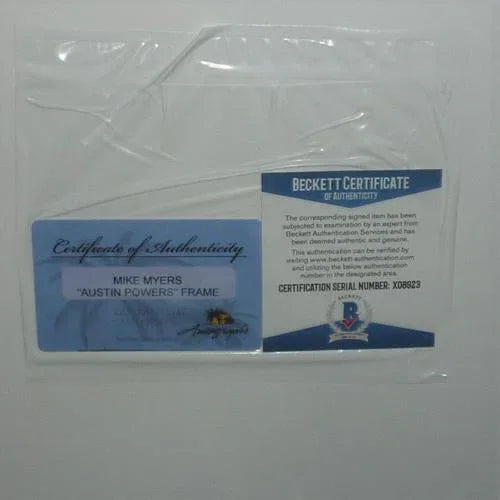 Certificate of Authenticity
MIKE MYERS
"AUSTIN POWERS" FRAME
Autographs
BECKETT CERTIFICATE
OF AUTHENTICITY
The corresponding signed item has been
subjected to examination by an expert from
Beckett Authentication Services and has
been deemed authentic and genuine.
This authentication can be verified by
visiting www.beckett-authentication.com
and utilizing the below authentication
number in the designated area.
CERTIFICATION SERIAL NUMBER: X08923
BECKETT
B